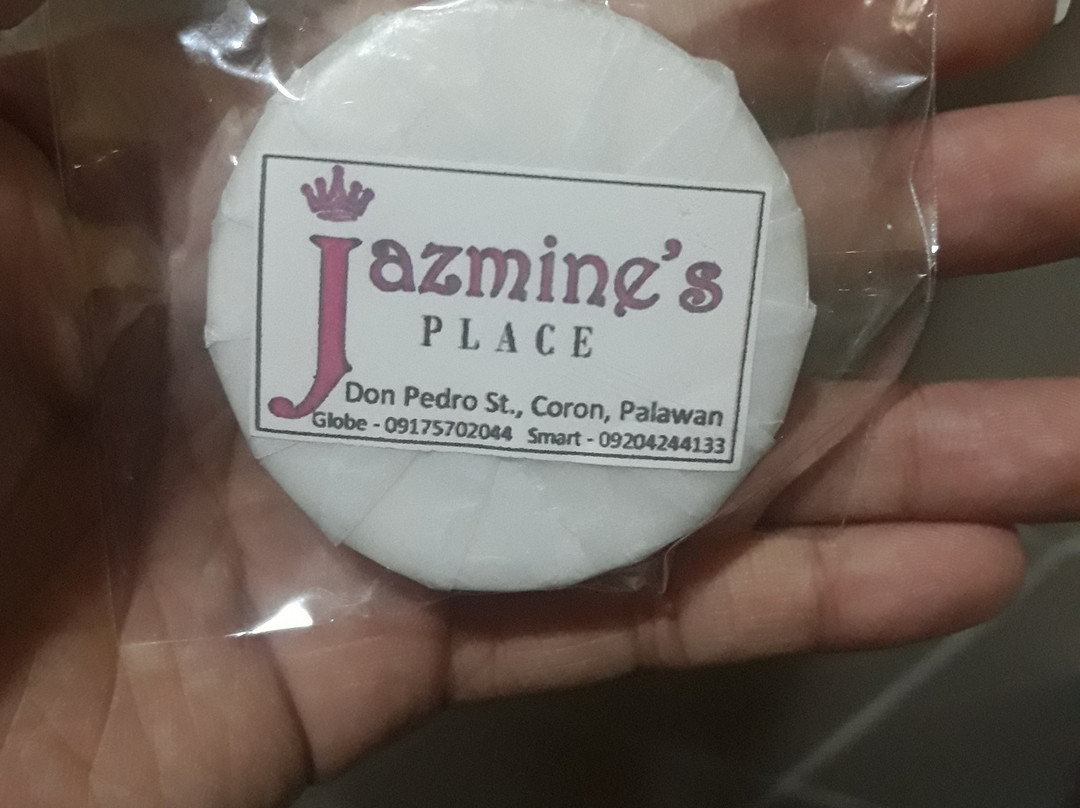 Jazmine's
PLACE
Don Pedro St., Coron, Palawan
Globe - 09175702044 Smart - 09204244133